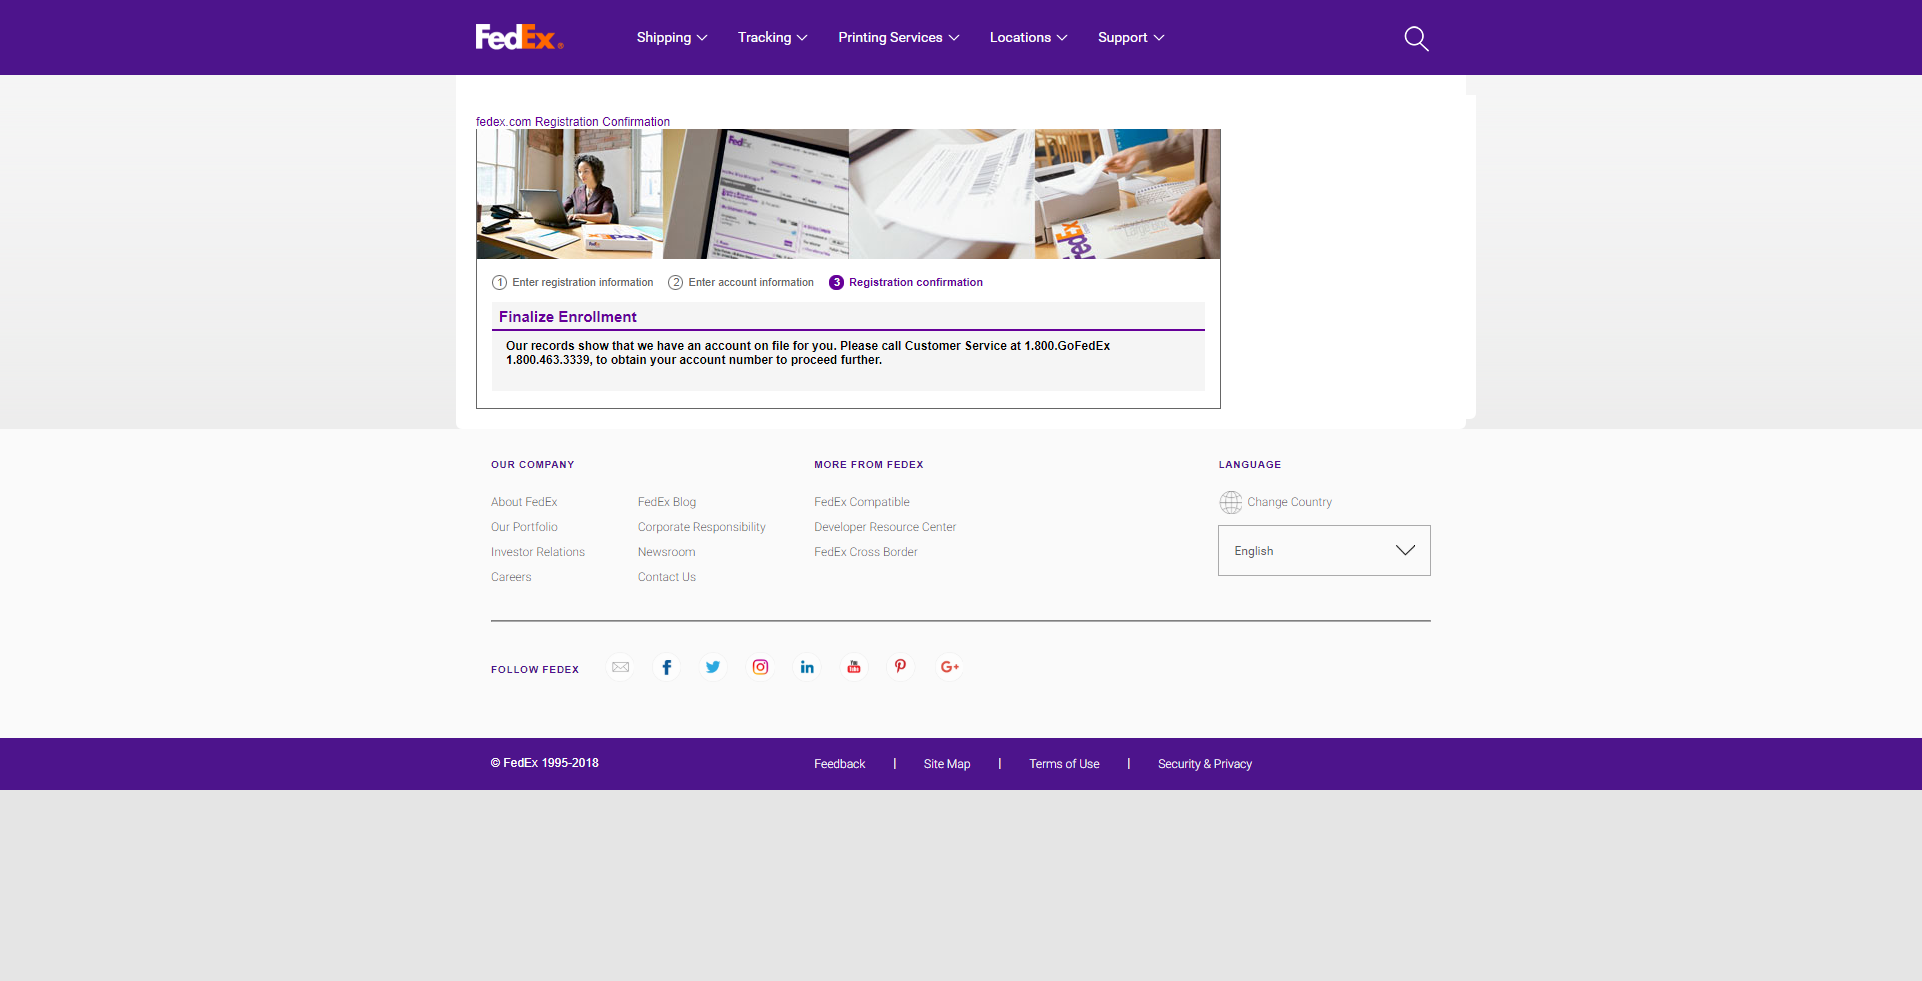 FedEx®
Shipping
Tracking
Printing Services
Locations
Support
fedex.com Registration Confirmation
FedEx
FedEx
FedEx
1 Enter registration information
2 Enter account information
3 Registration confirmation
Finalize Enrollment
Our records show that we have an account on file for you. Please call Customer Service at 1.800.GoFedEx
1.800.463.3339, to obtain your account number to proceed further.
OUR COMPANY
About FedEx
Our Portfolio
Investor Relations
Careers
FedEx Blog
Corporate Responsibility
Newsroom
Contact Us
MORE FROM FEDEX
FedEx Compatible
Developer Resource Center
FedEx Cross Border
LANGUAGE
Change Country
English
FOLLOW FEDEX
© FedEx 1995-2018
Feedback | Site Map | Terms of Use | Security & Privacy